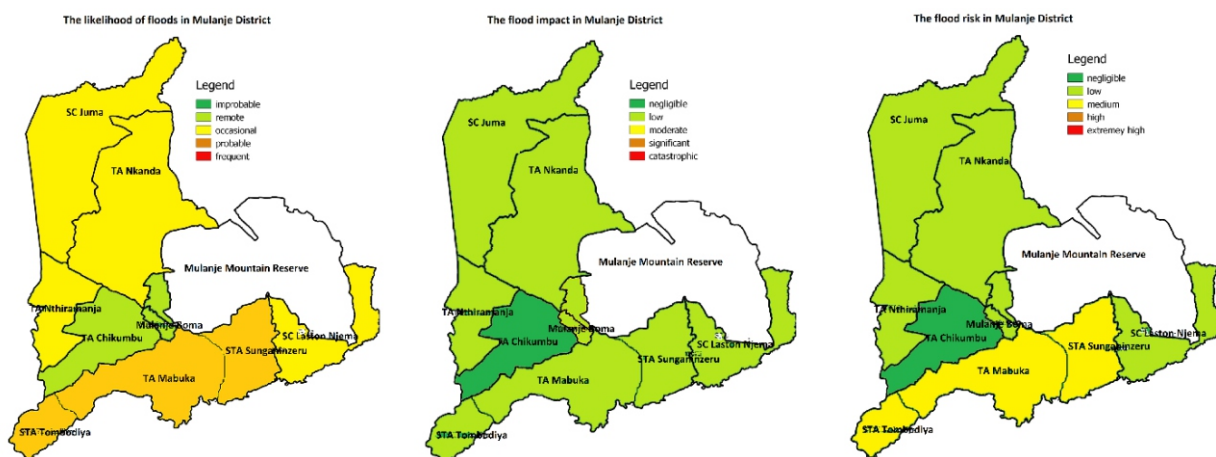 The likelihood of floods in Mulanje District
Legend
improbable
remote
occasional
probable
frequent
SC Juma
TA Nkanda
Mulanje Mountain Reserve
TA Nthiramanja
Mulanje Boma
TA Chikumbu
SC Laston Njema
STA Sungabinzeru
TA Mabuka
STA Tombodiya
The flood impact in Mulanje District
Legend
negligible
low
moderate
significant
catastrophic
SC Juma
TA Nkanda
Mulanje Mountain Reserve
TA Nthiramanja
Mulanje Boma
TA Chikumbu
SC Laston Njema
STA Sungabinzeru
TA Mabuka
STA Tombodiya
The flood risk in Mulanje District
Legend
negligible
low
medium
high
extremey high
SC Juma
TA Nkanda
Mulanje Mountain Reserve
TA Nthiramanja
Mulanje Boma
TA Chikumbu
SC Laston Njema
STA Sungabinzeru
TA Mabuka
STA Tombodiya